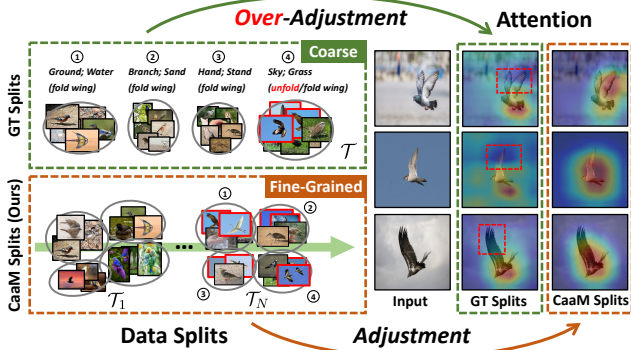 Over-Adjustment
Attention
GT Splits
Coarse
① ② ③ ④
Ground; Water Branch; Sand Hand; Stand Sky; Grass
(fold wing) (fold wing) (fold wing) (unfold/fold wing)
𝒯
CaaM Splits (Ours)
Fine-Grained
①
②
③
④
...
𝒯1
𝒯N
Input
GT Splits
CaaM Splits
Data Splits
Adjustment